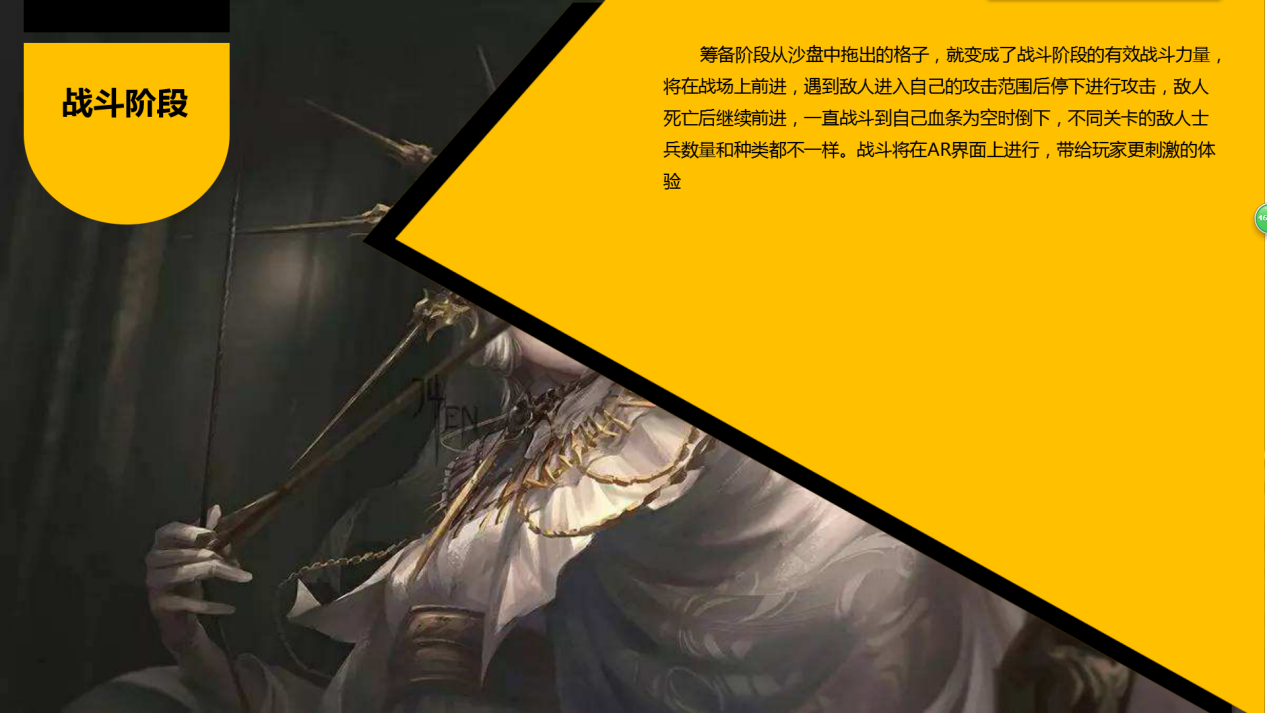 战斗阶段
筹备阶段从沙盘中拖出的格子，就变成了战斗阶段的有效战斗力量，
将在战场上前进，遇到敌人进入自己的攻击范围后停下进行攻击，敌人
死亡后继续前进，一直战斗到自己血条为空时倒下，不同关卡的敌人士
兵数量和种类都不一样。战斗将在AR界面上进行，带给玩家更刺激的体
验
EN